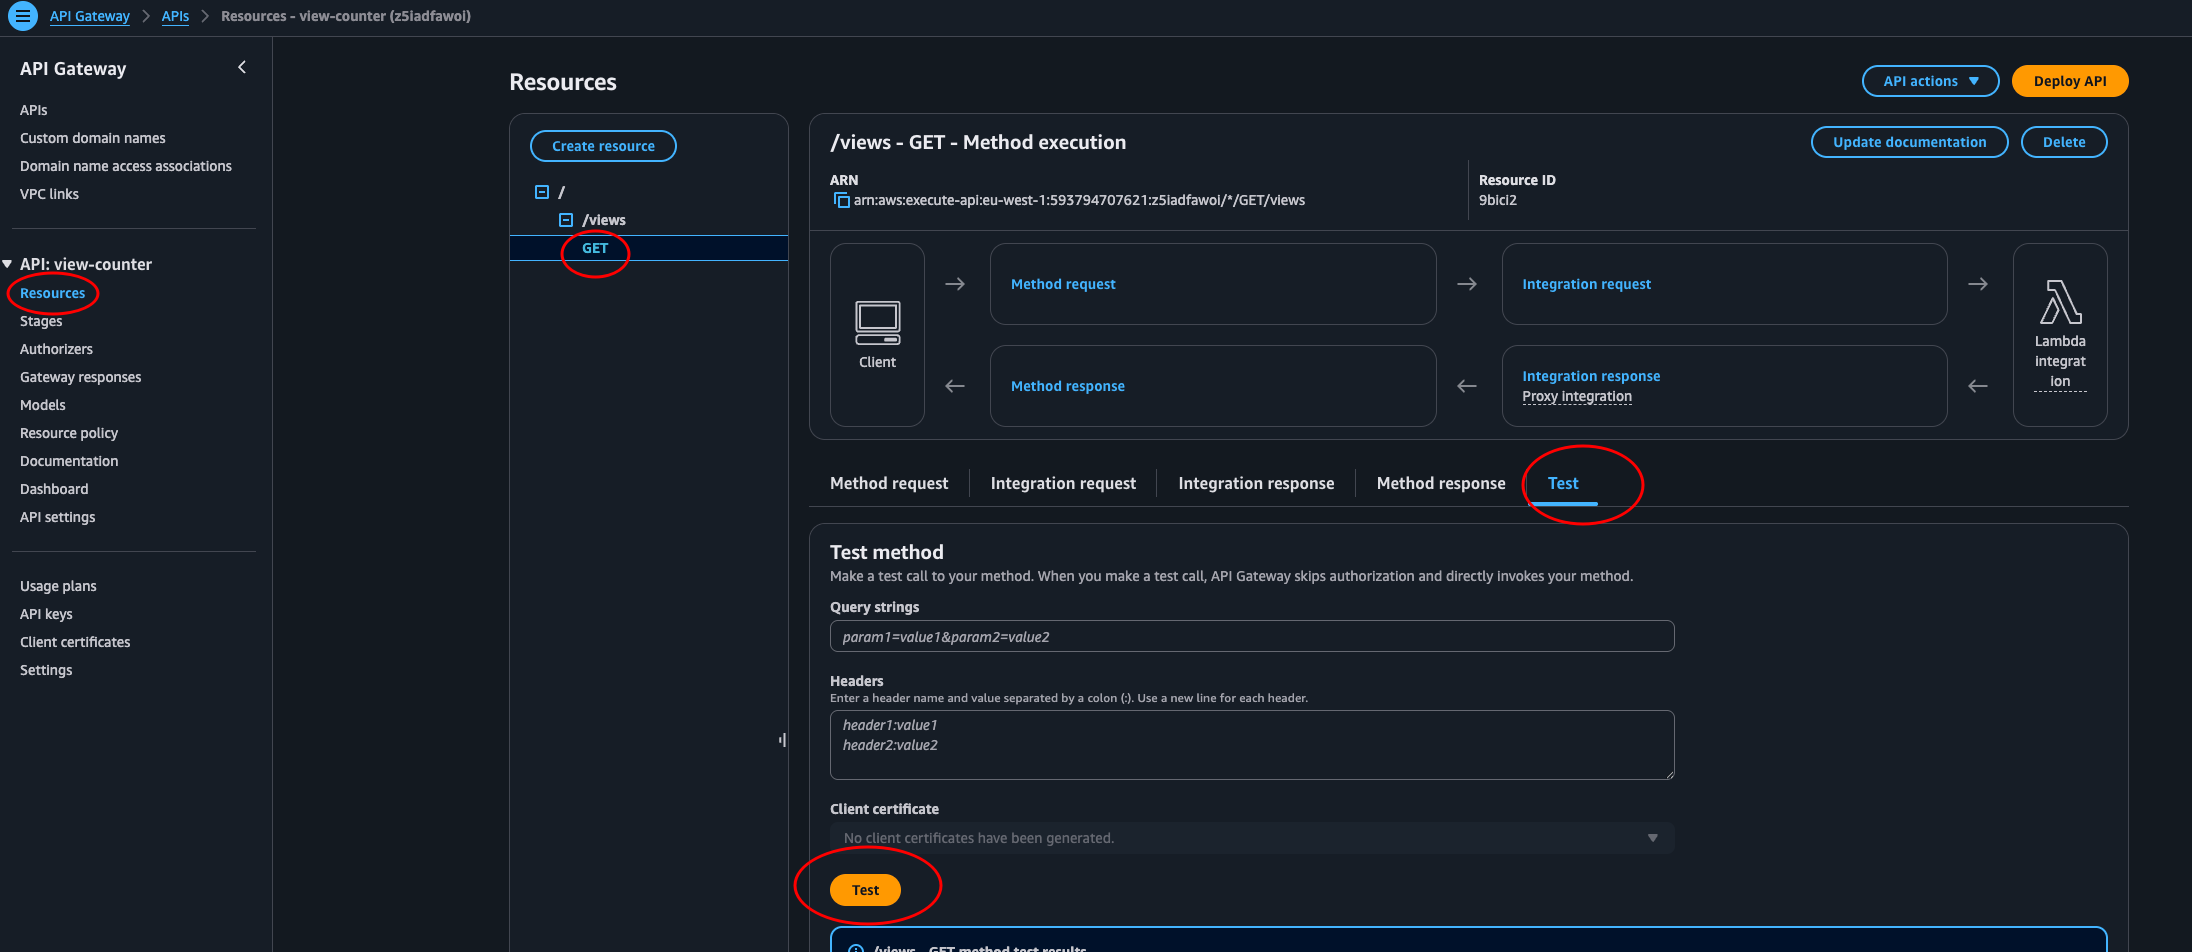 API Gateway
APIs
Resources - view-counter (z5iadfawoi)
API Gateway
APIs
Custom domain names
Domain name access associations
VPC links
API: view-counter
Resources
Stages
Authorizers
Gateway responses
Models
Resource policy
Documentation
Dashboard
API settings
Usage plans
API keys
Client certificates
Settings
Resources
API actions
Deploy API
Create resource
/
/views
GET
/views - GET - Method execution
Update documentation
Delete
ARN
arn:aws:execute-api:eu-west-1:593794707621:z5iadfawoi/*/GET/views
Resource ID
9bici2
Client
Method request
Integration request
Method response
Integration response
Proxy integration
Lambda
integrat
ion
Method request
Integration request
Integration response
Method response
Test
Test method
Make a test call to your method. When you make a test call, API Gateway skips authorization and directly invokes your method.
Query strings
param1=value1&param2=value2
Headers
Enter a header name and value separated by a colon (:). Use a new line for each header.
header1:value1
header2:value2
Client certificate
No client certificates have been generated.
Test
/views - GET method test results